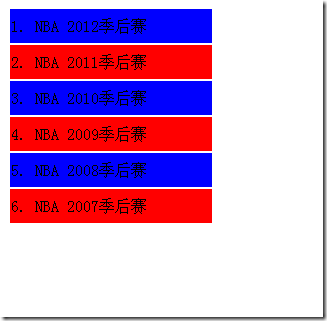 1. NBA 2012季后赛
2. NBA 2011季后赛
3. NBA 2010季后赛
4. NBA 2009季后赛
5. NBA 2008季后赛
6. NBA 2007季后赛